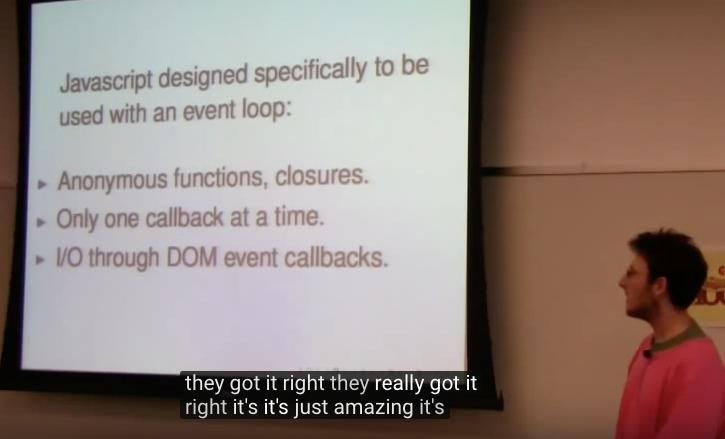 Javascript designed specifically to be
used with an event loop:
▸ Anonymous functions, closures.
▸ Only one callback at a time.
▸ I/O through DOM event callbacks.
they got it right they really got it
right it's it's just amazing it's